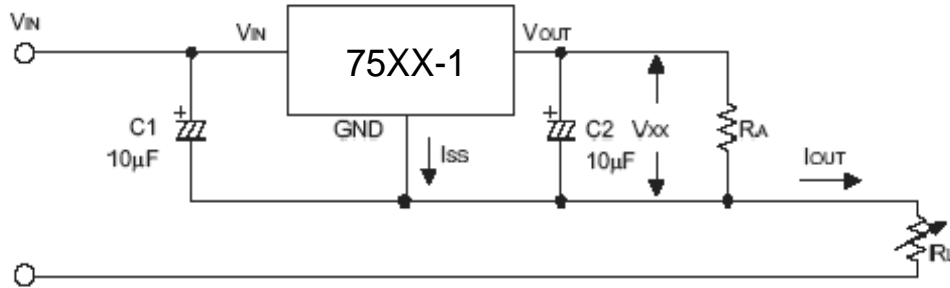 VIN
VIN
75XX-1
VOUT
C1
10µF
GND
ISS
C2
10µF
VXX
RA
IOUT
RL